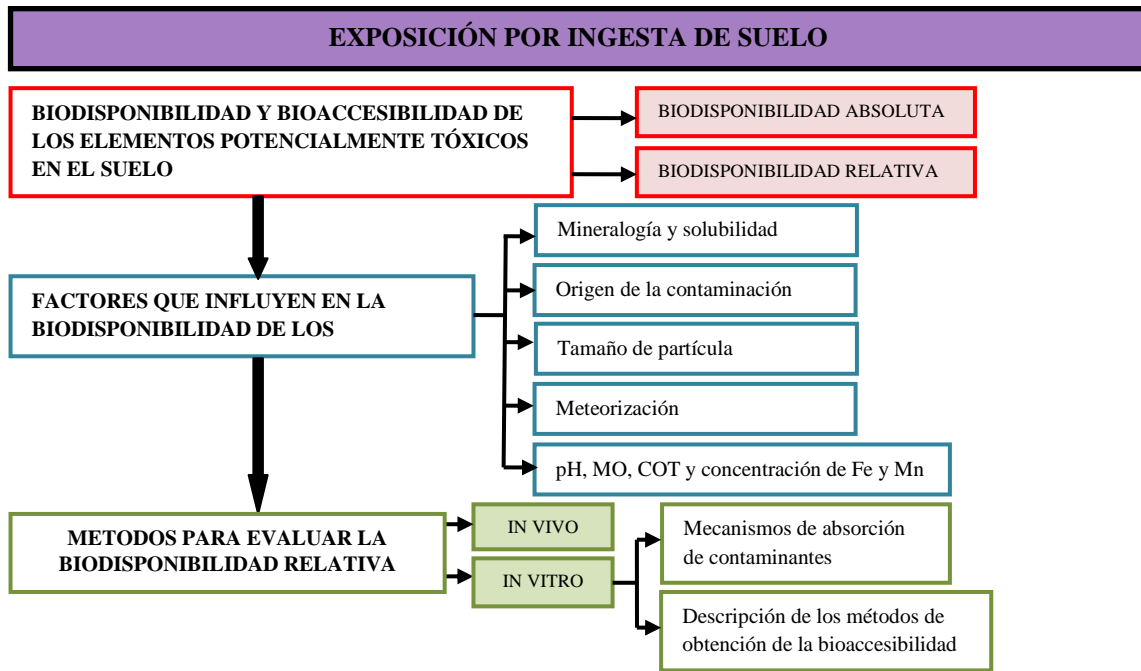 EXPOSICIÓN POR INGESTA DE SUELO
BIODISPONIBILIDAD Y BIOACCESIBILIDAD DE
LOS ELEMENTOS POTENCIALMENTE TÓXICOS
EN EL SUELO
BIODISPONIBILIDAD ABSOLUTA
BIODISPONIBILIDAD RELATIVA
FACTORES QUE INFLUYEN EN LA
BIODISPONIBILIDAD DE LOS
Mineralogía y solubilidad
Origen de la contaminación
Tamaño de partícula
Meteorización
pH, MO, COT y concentración de Fe y Mn
METODOS PARA EVALUAR LA
BIODISPONIBILIDAD RELATIVA
IN VIVO
IN VITRO
Mecanismos de absorción
de contaminantes
Descripción de los métodos de
obtención de la bioaccesibilidad